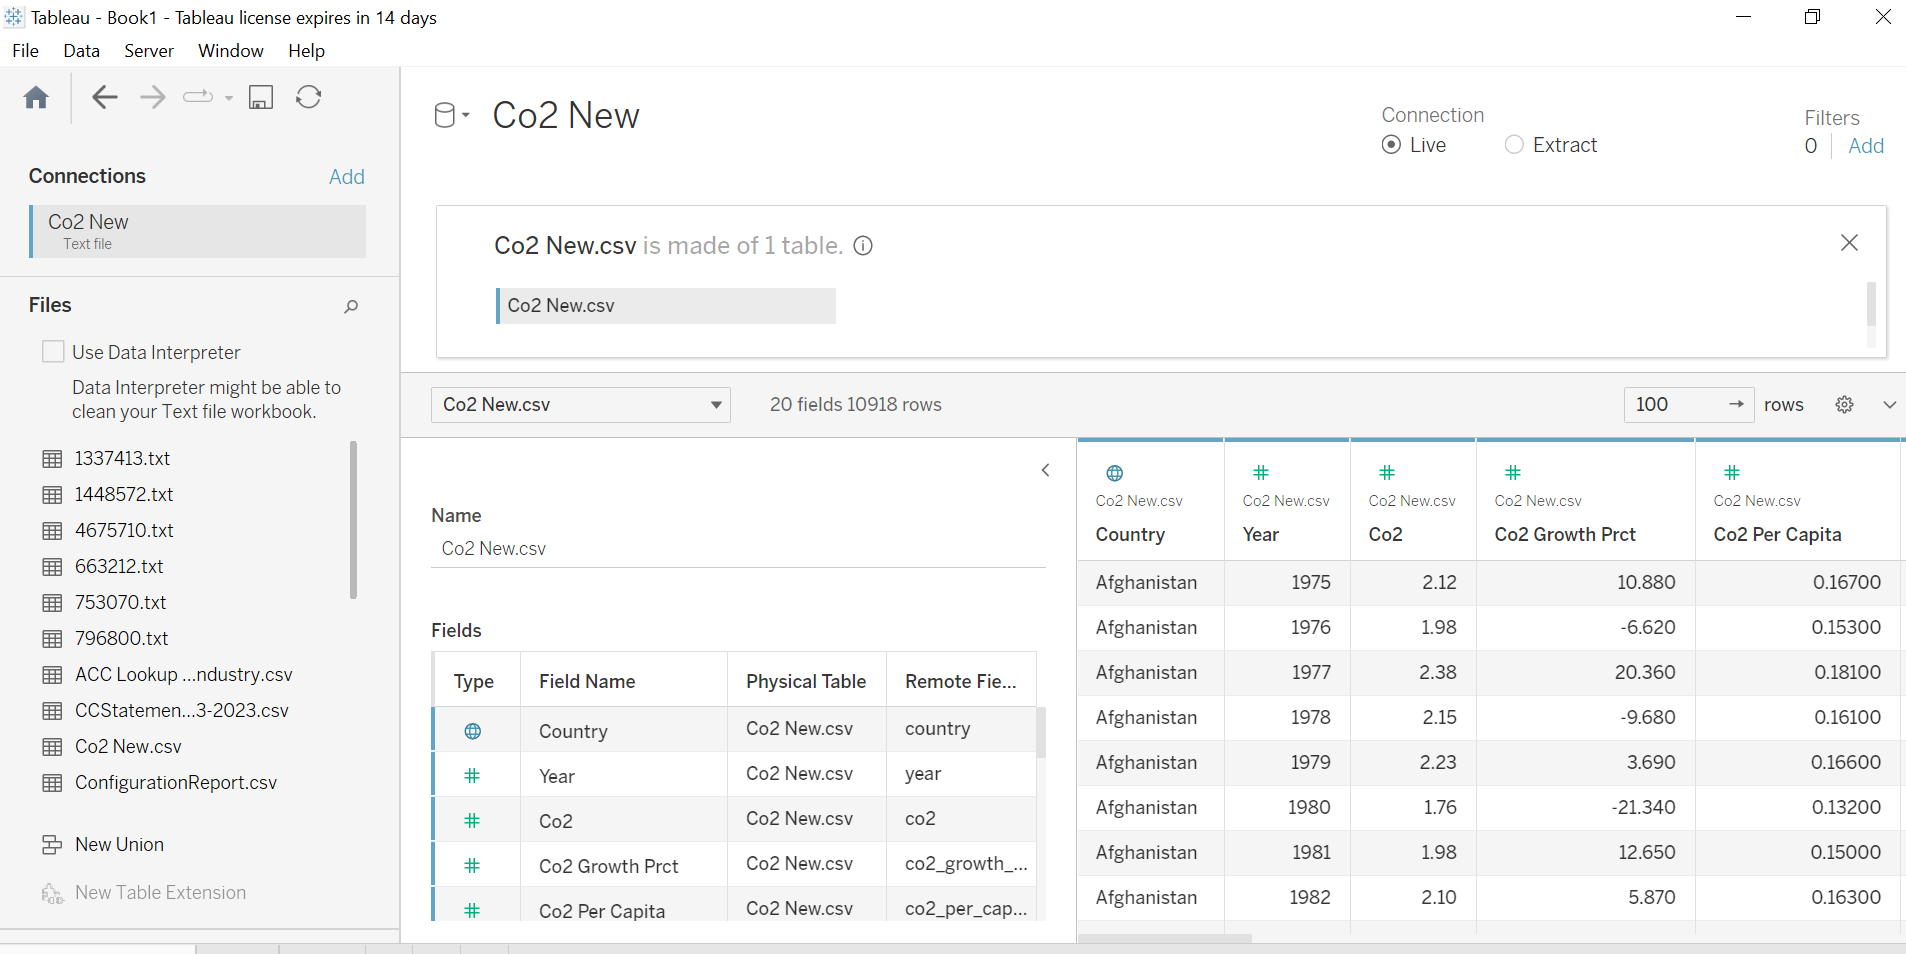 Tableau - Book1 - Tableau license expires in 14 days
File Data Server Window Help
Connections Add
Co2 New
Text file
Files
Use Data Interpreter
Data Interpreter might be able to
clean your Text file workbook.
1337413.txt
1448572.txt
4675710.txt
663212.txt
753070.txt
796800.txt
ACC Lookup ...ndustry.csv
CCStatemen...3-2023.csv
Co2 New.csv
ConfigurationReport.csv
New Union
New Table Extension
Co2 New
Connection
Live Extract
Filters
0 Add
Co2 New.csv is made of 1 table.
Co2 New.csv
Co2 New.csv 20 fields 10918 rows 100 rows
Name
Co2 New.csv
Fields
Type Field Name Physical Table Remote Fie...
Country Co2 New.csv country
Year Co2 New.csv year
Co2 Co2 New.csv co2
Co2 Growth Prct Co2 New.csv co2_growth_...
Co2 Per Capita Co2 New.csv co2_per_cap...
Co2 New.csv Co2 New.csv Co2 New.csv Co2 New.csv Co2 New.csv
Country Year Co2 Co2 Growth Prct Co2 Per Capita
Afghanistan 1975 2.12 10.880 0.16700
Afghanistan 1976 1.98 -6.620 0.15300
Afghanistan 1977 2.38 20.360 0.18100
Afghanistan 1978 2.15 -9.680 0.16100
Afghanistan 1979 2.23 3.690 0.16600
Afghanistan 1980 1.76 -21.340 0.13200
Afghanistan 1981 1.98 12.650 0.15000
Afghanistan 1982 2.10 5.870 0.16300